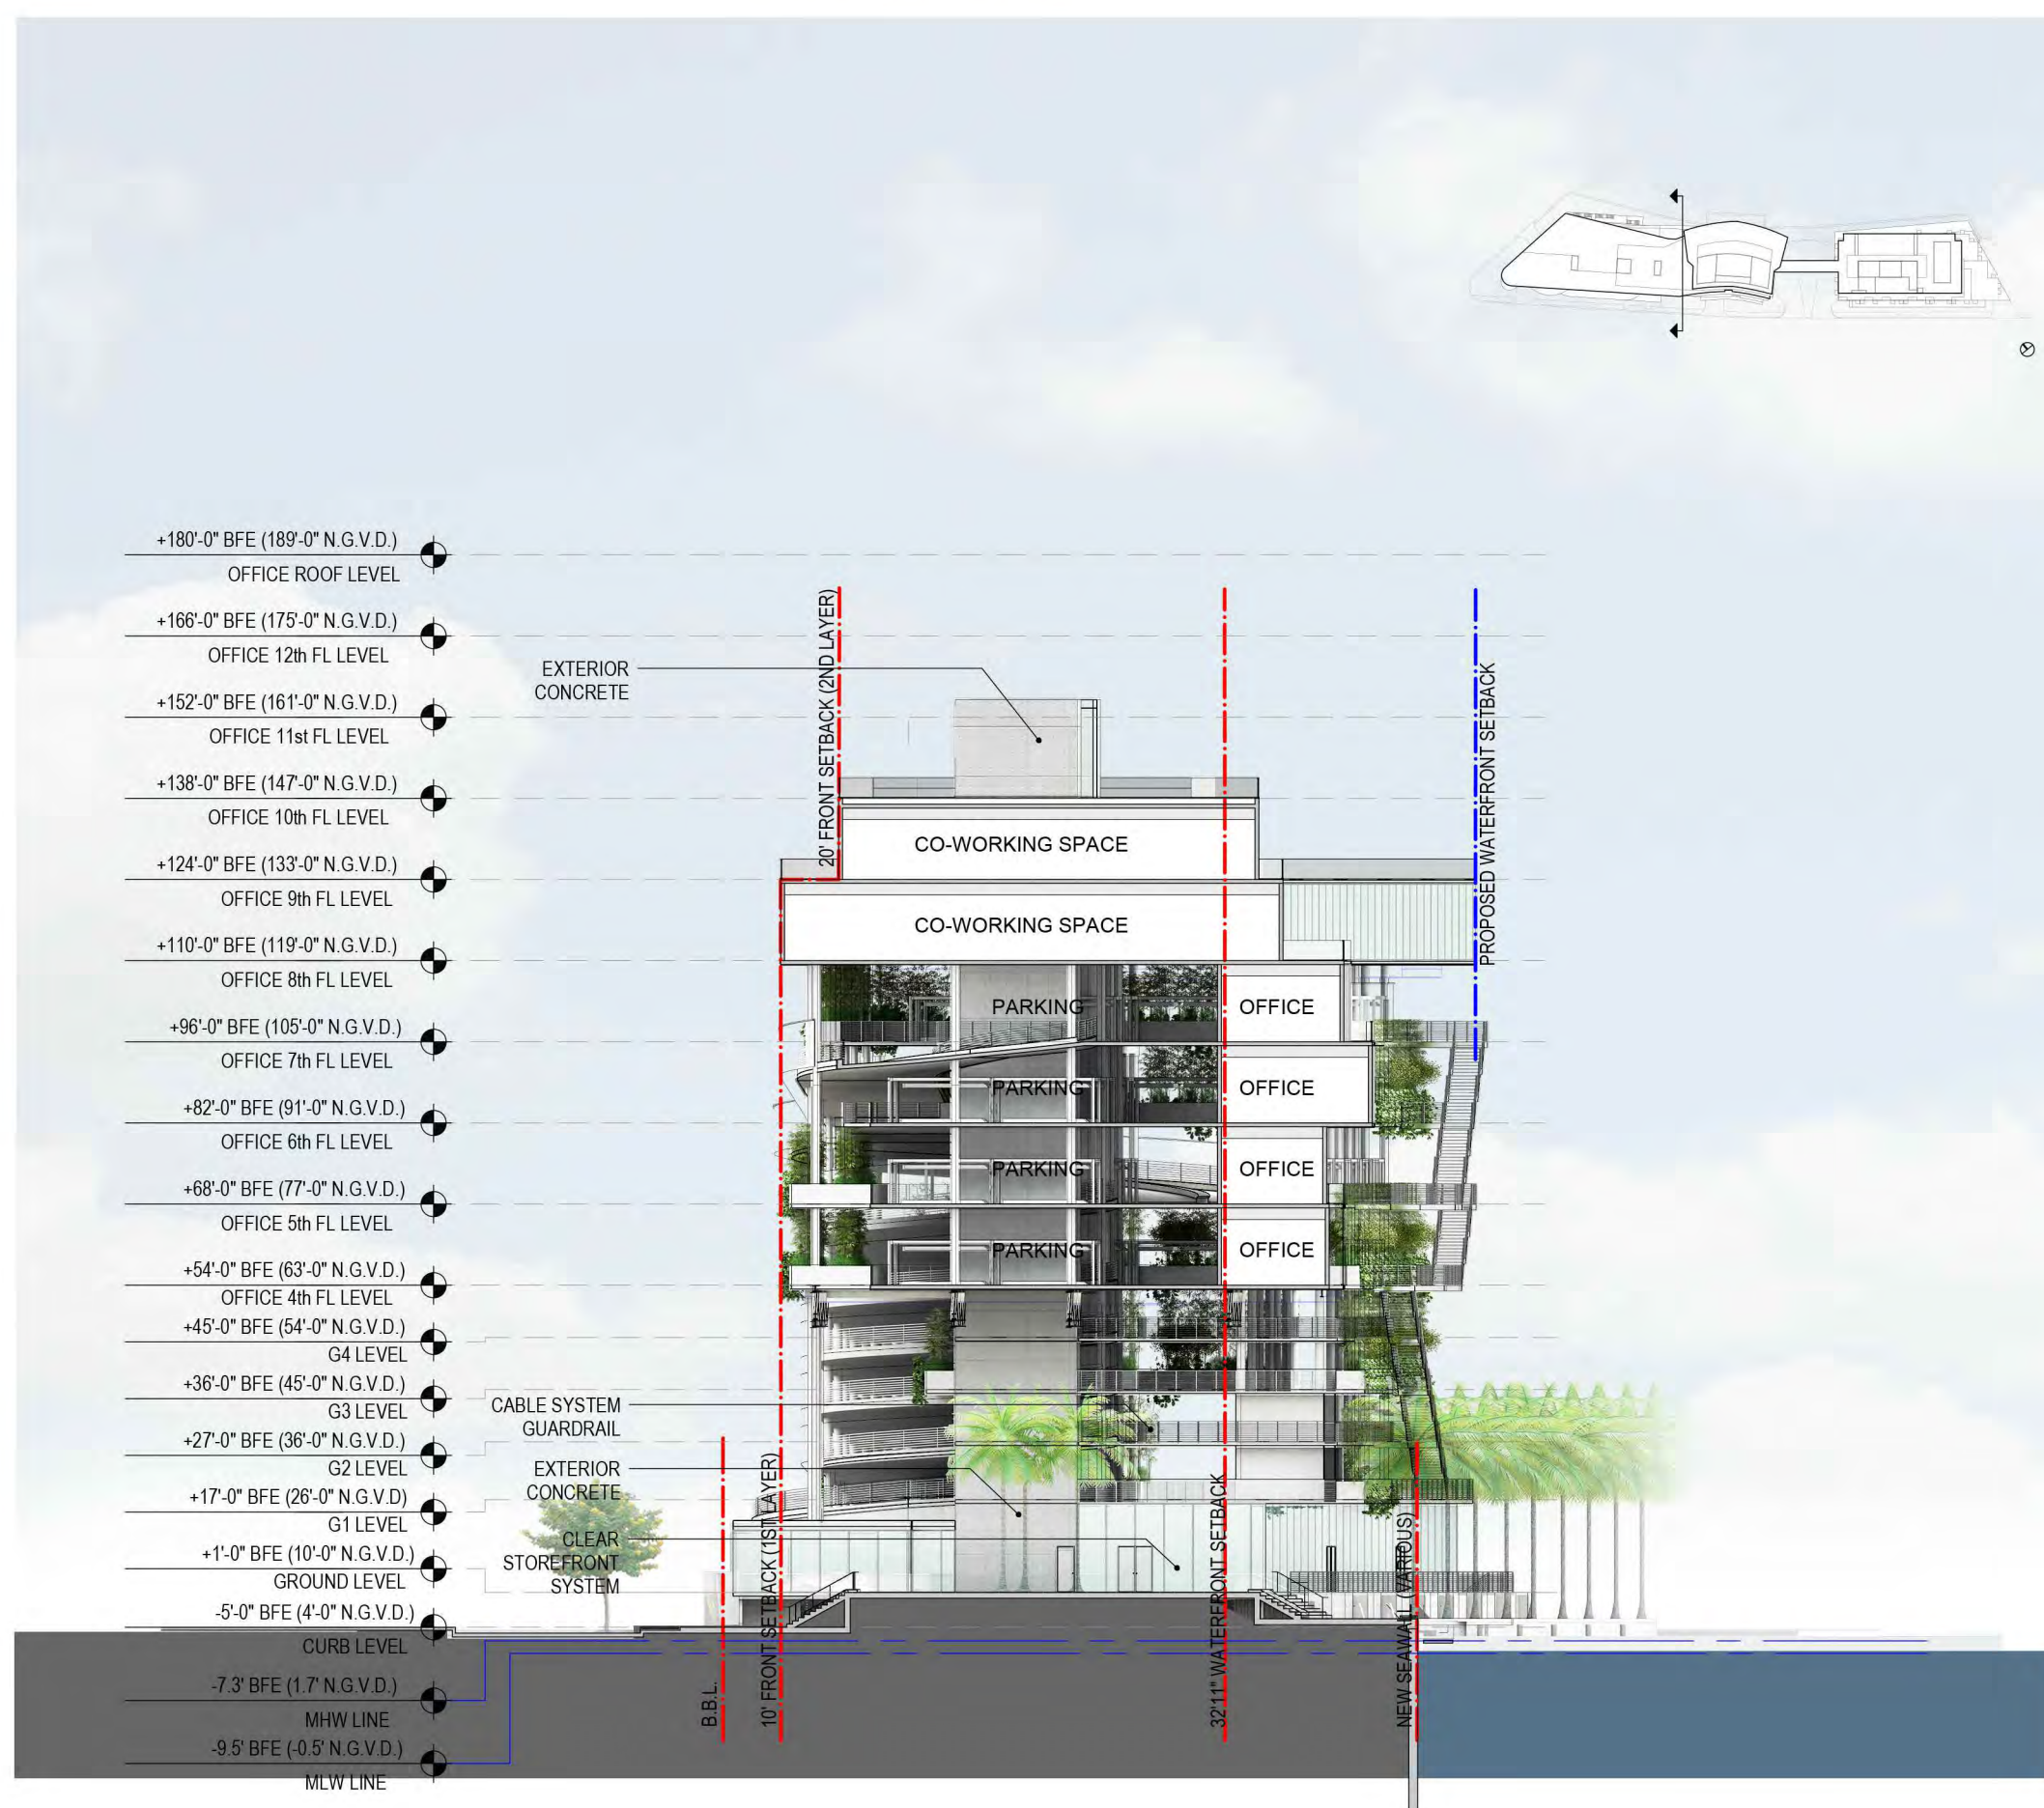 +180'-0" BFE (189'-0" N.G.V.D.)
OFFICE ROOF LEVEL
+166'-0" BFE (175'-0" N.G.V.D.)
OFFICE 12th FL LEVEL
+152'-0" BFE (161'-0" N.G.V.D.)
OFFICE 11st FL LEVEL
+138'-0" BFE (147'-0" N.G.V.D.)
OFFICE 10th FL LEVEL
+124'-0" BFE (133'-0" N.G.V.D.)
OFFICE 9th FL LEVEL
+110'-0" BFE (119'-0" N.G.V.D.)
OFFICE 8th FL LEVEL
+96'-0" BFE (105'-0" N.G.V.D.)
OFFICE 7th FL LEVEL
+82'-0" BFE (91'-0" N.G.V.D.)
OFFICE 6th FL LEVEL
+68'-0" BFE (77'-0" N.G.V.D.)
OFFICE 5th FL LEVEL
+54'-0" BFE (63'-0" N.G.V.D.)
OFFICE 4th FL LEVEL
+45'-0" BFE (54'-0" N.G.V.D.)
G4 LEVEL
+36'-0" BFE (45'-0" N.G.V.D.)
G3 LEVEL
+27'-0" BFE (36'-0" N.G.V.D.)
G2 LEVEL
+17'-0" BFE (26'-0" N.G.V.D)
G1 LEVEL
+1'-0" BFE (10'-0" N.G.V.D.)
GROUND LEVEL
-5'-0" BFE (4'-0" N.G.V.D.)
CURB LEVEL
-7.3' BFE (1.7' N.G.V.D.)
MHW LINE
-9.5' BFE (-0.5' N.G.V.D.)
MLW LINE
EXTERIOR
CONCRETE
CABLE SYSTEM
GUARDRAIL
EXTERIOR
CONCRETE
CLEAR
STOREFRONT
SYSTEM
B.B.L.
10' FRONT SETBACK (1ST LAYER)
20' FRONT SETBACK (2ND LAYER)
CO-WORKING SPACE
CO-WORKING SPACE
PARKING
OFFICE
PARKING
OFFICE
PARKING
OFFICE
PARKING
OFFICE
32'11" WATERFRONT SETBACK
NEW SEAWALL (VARIOUS)
PROPOSED WATERFRONT SETBACK